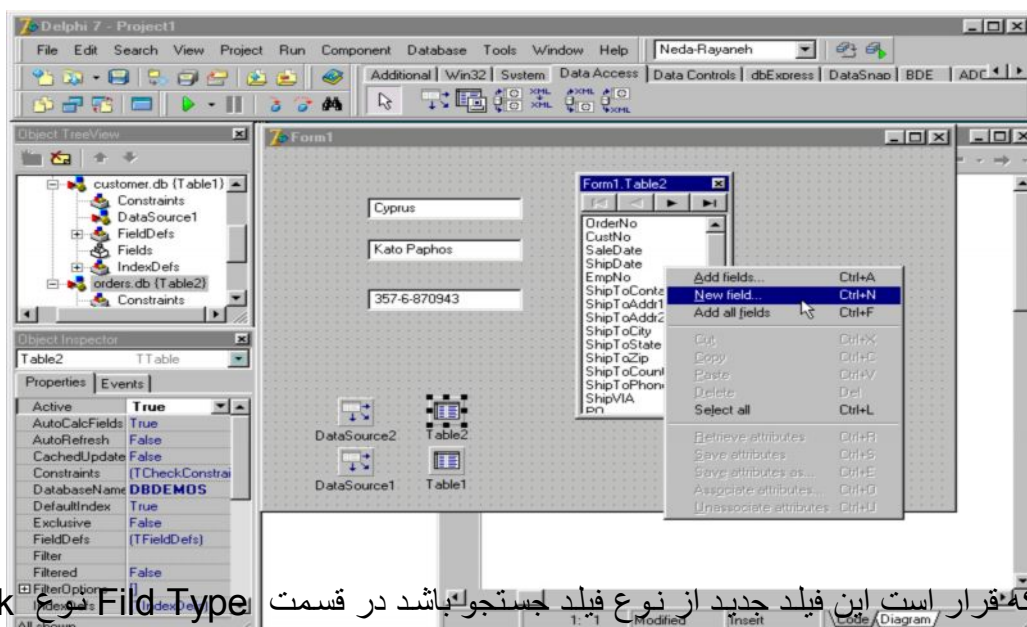 Delphi 7 - Project1
File Edit Search View Project Run Component Database Tools Window Help
Neda-Rayaneh
Additional Win32 System Data Access Data Controls dbExpress DataSnap BDE
Object TreeView
customer.db {Table1}
Constraints
DataSource1
FieldDefs
Fields
IndexDefs
orders.db {Table2}
Constraints
Object Inspector
Table2 TTable
Properties Events
Active True
AutoCalcFields True
AutoRefresh False
CachedUpdate False
Constraints (TCheckConstrai
DatabaseName DBDEMOS
DefaultIndex True
Exclusive False
FieldDefs (TFieldDefs)
Filter
Filtered False
FilterOptions []
Form1
Cyprus
Kato Paphos
357-6-870943
DataSource2 Table2
DataSource1 Table1
Form1.Table2
OrderNo
CustNo
SaleDate
ShipDate
EmpNo
ShipToConta
ShipToAddr1
ShipToAddr2
ShipToCity
ShipToState
ShipToZip
ShipToCount
ShipToPhone
ShipVIA
PO
Add fields... Ctrl+A
New field... Ctrl+N
Add all fields Ctrl+F
Cut Ctrl+X
Copy Ctrl+C
Paste Ctrl+V
Delete Del
Select all Ctrl+L
Retrieve attributes Ctrl+R
Save attributes Ctrl+S
Save attributes as... Ctrl+E
Associate attributes... Ctrl+O
Unassociate attributes Ctrl+U
که قرار است این فیلد جدید از نوع فیلد جستجو باشد در قسمت Fild Type نوع
1: 1 Modified Insert Code Diagram
All shown